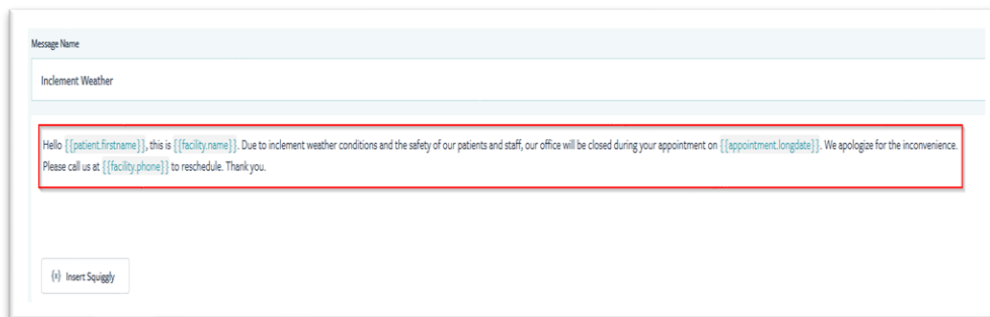 Message Name
Inclement Weather
Hello {{patient.firstname}}, this is {{facility.name}}. Due to inclement weather conditions and the safety of our patients and staff, our office will be closed during your appointment on {{appointment.longdate}}. We apologize for the inconvenience.
Please call us at {{facility.phone}} to reschedule. Thank you.
{x} Insert Squiggly